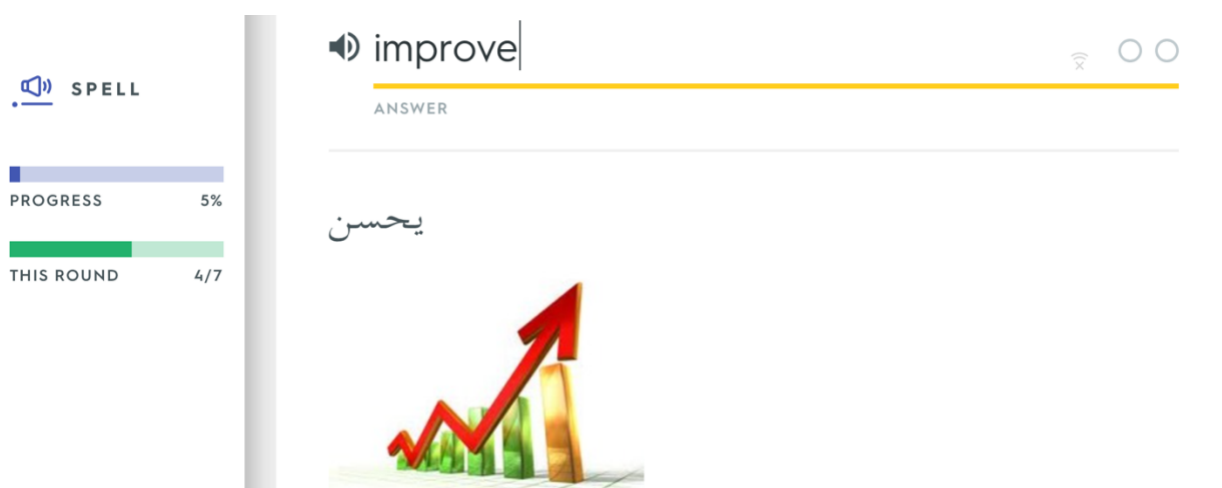 SPELL
PROGRESS 5%
THIS ROUND 4/7
improve
ANSWER
يحسن